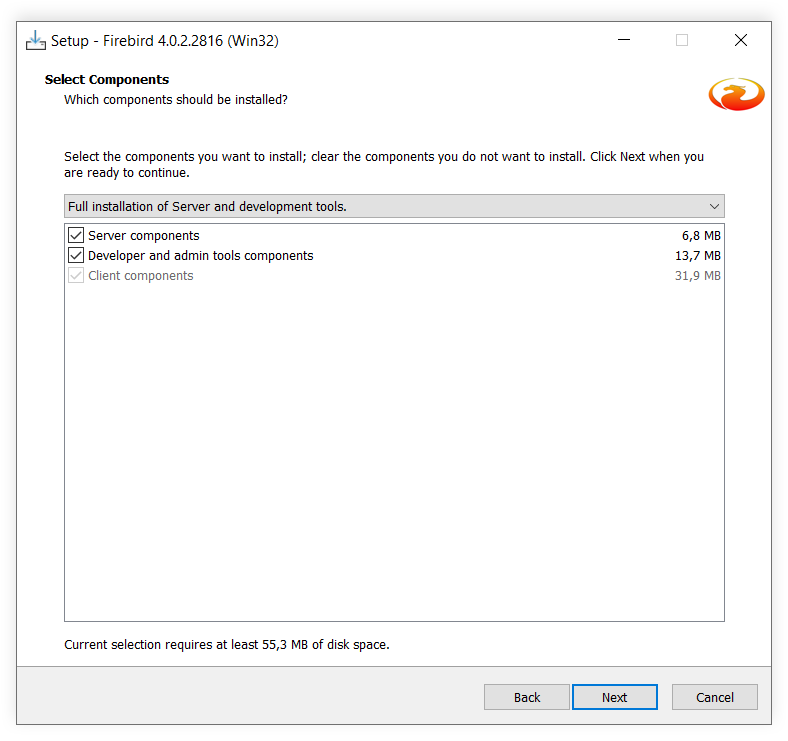 Setup - Firebird 4.0.2.2816 (Win32)
Select Components
Which components should be installed?
Select the components you want to install; clear the components you do not want to install. Click Next when you
are ready to continue.
Full installation of Server and development tools.
Server components 6,8 MB
Developer and admin tools components 13,7 MB
Client components 31,9 MB
Current selection requires at least 55,3 MB of disk space.
Back Next Cancel